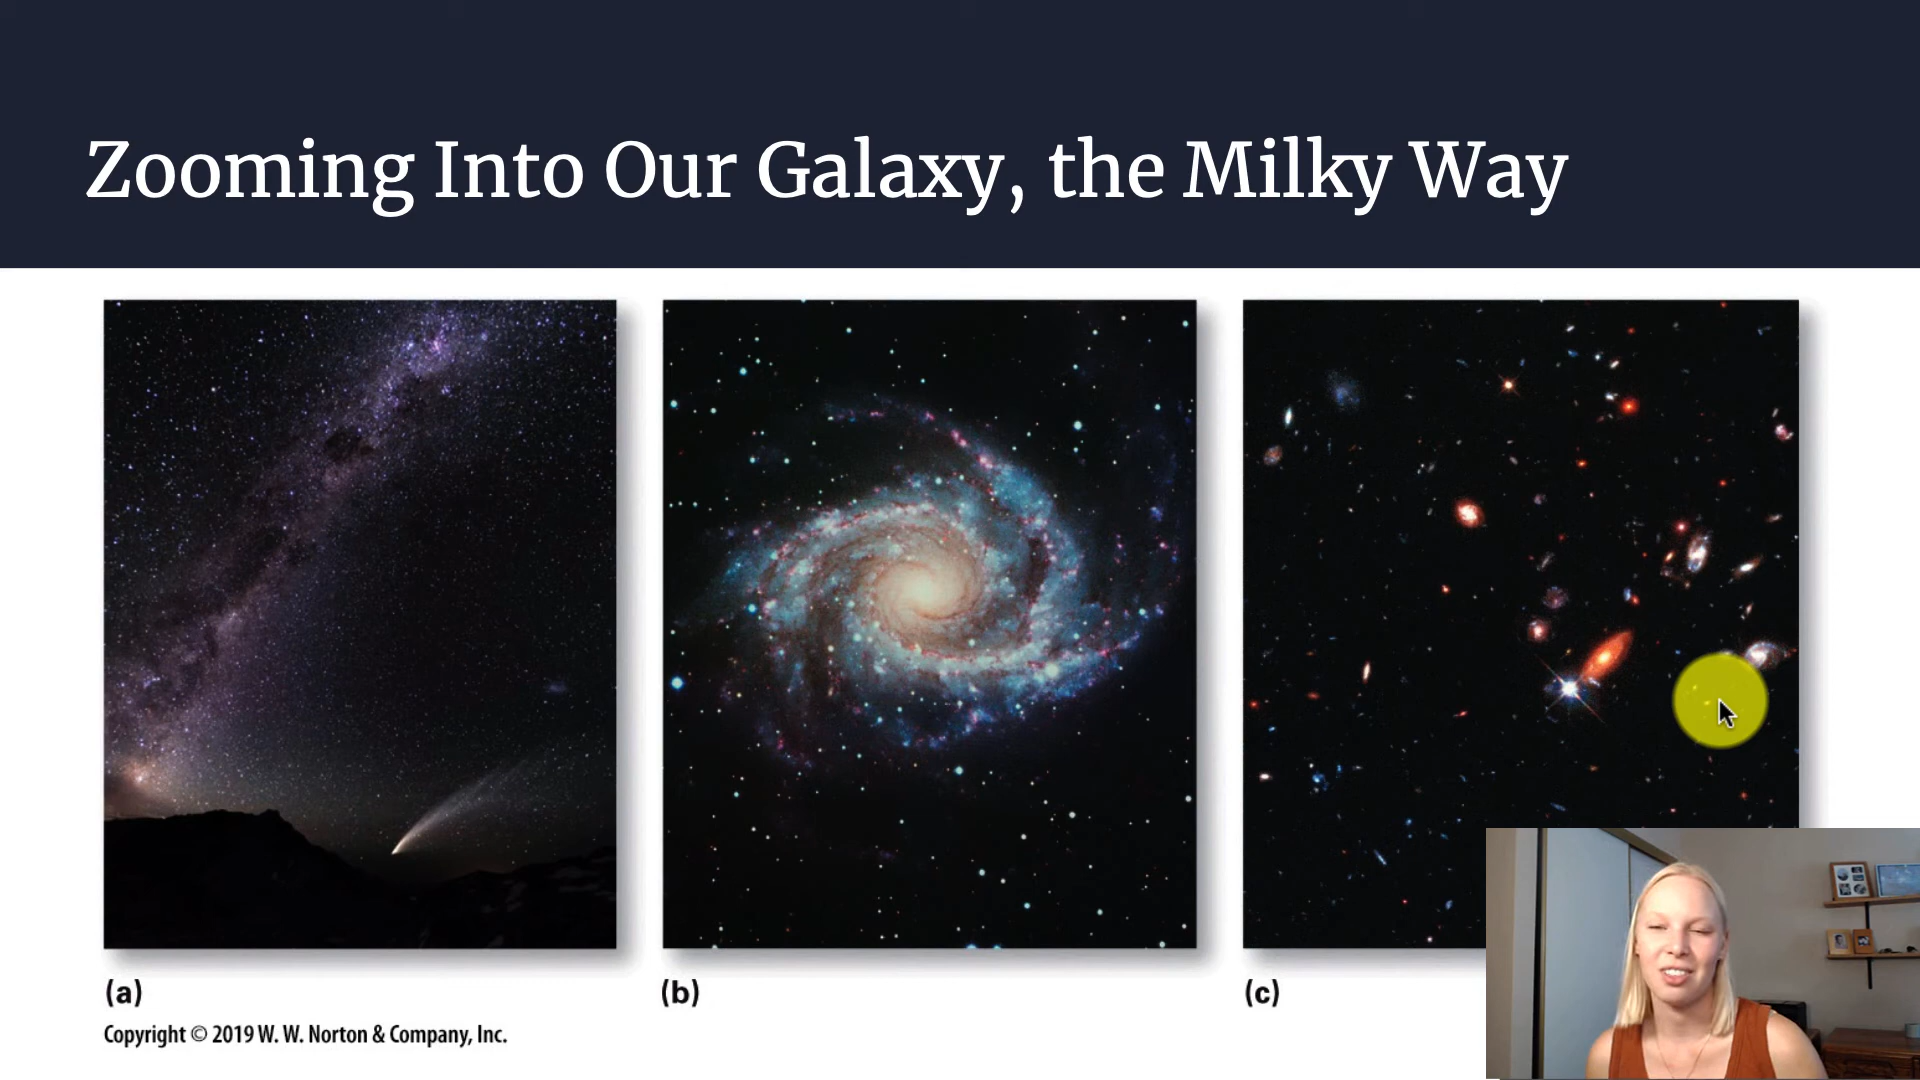 Zooming Into Our Galaxy, the Milky Way
(a)
(b)
(c)
Copyright © 2019 W. W. Norton & Company, Inc.